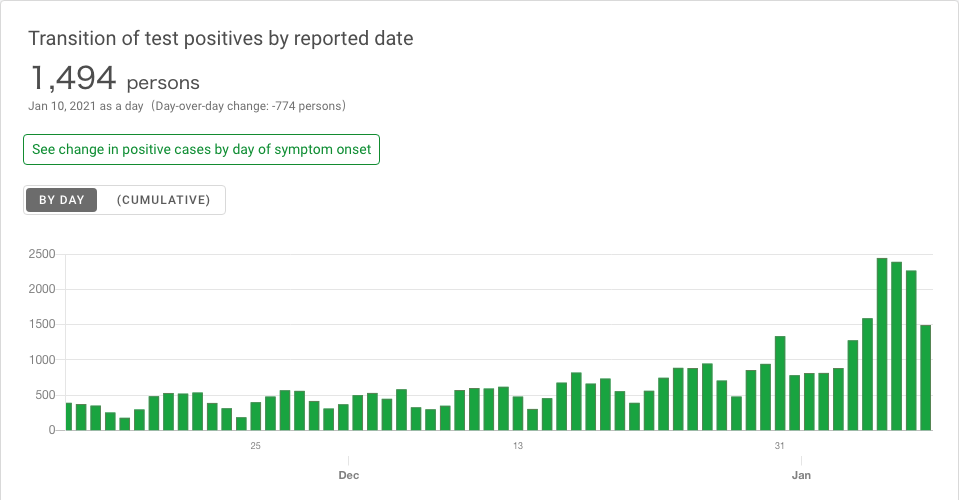 Transition of test positives by reported date
1,494 persons
Jan 10, 2021 as a day（Day-over-day change: -774 persons）
See change in positive cases by day of symptom onset
BY DAY (CUMULATIVE)
2500
2000
1500
1000
500
0
25 13 31
Dec Jan